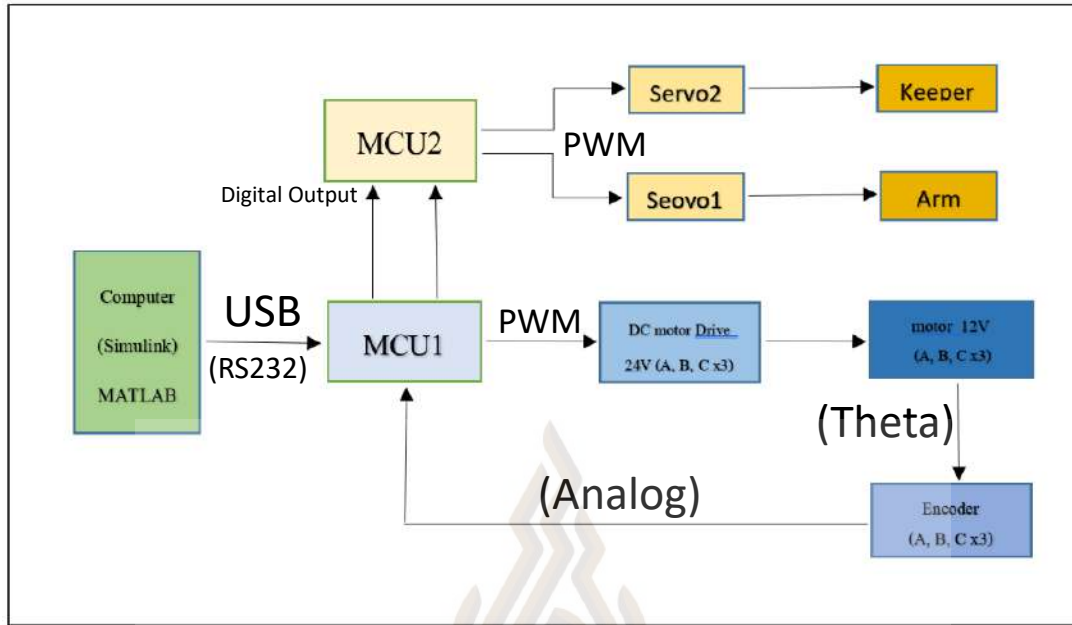 Servo2
Keeper
MCU2
PWM
Digital Output
Seovo1
Arm
Computer
(Simulink)
MATLAB
USB
(RS232)
MCU1
PWM
DC motor Drive
24V (A, B, C x3)
motor 12V
(A, B, C x3)
(Theta)
(Analog)
Encoder
(A, B, C x3)